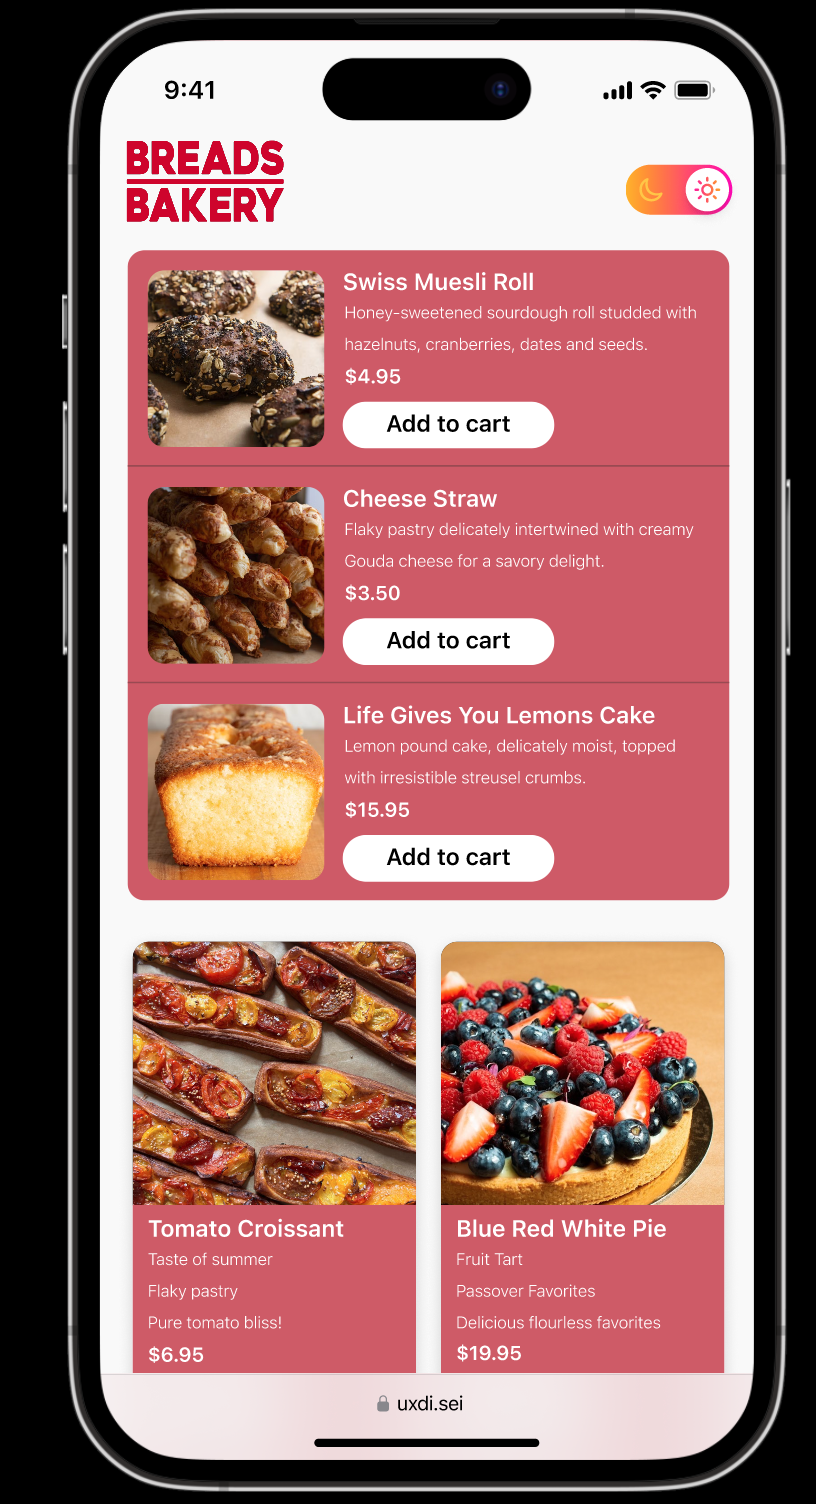 9:41
BREADS
BAKERY
Swiss Muesli Roll
Honey-sweetened sourdough roll studded with
hazelnuts, cranberries, dates and seeds.
$4.95
Add to cart
Cheese Straw
Flaky pastry delicately intertwined with creamy
Gouda cheese for a savory delight.
$3.50
Add to cart
Life Gives You Lemons Cake
Lemon pound cake, delicately moist, topped
with irresistible streusel crumbs.
$15.95
Add to cart
Tomato Croissant
Taste of summer
Flaky pastry
Pure tomato bliss!
$6.95
Blue Red White Pie
Fruit Tart
Passover Favorites
Delicious flourless favorites
$19.95
uxdi.sei